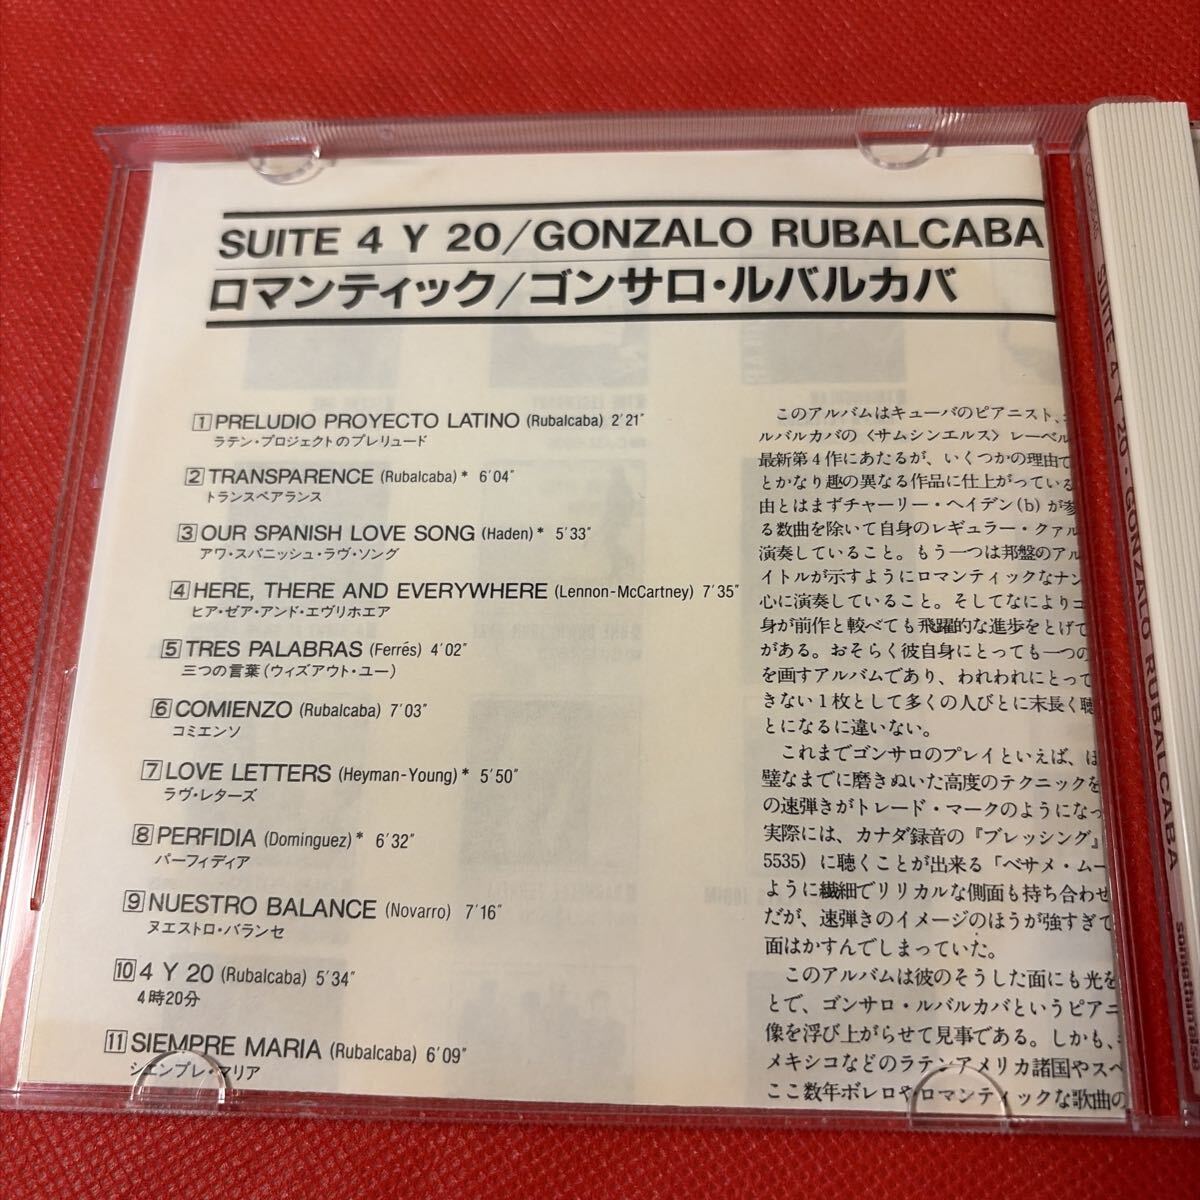 SUITE 4 Y 20/GONZALO RUBALCABA
ロマンティック/ゴンサロ・ルバルカバ
1 PRELUDIO PROYECTO LATINO (Rubalcaba) 2'21"
ラテン・プロジェクトのプレリュード
2 TRANSPARENCE (Rubalcaba)* 6'04"
トランスペアランス
3 OUR SPANISH LOVE SONG (Haden)* 5'33"
アワ・スパニッシュ・ラヴ・ソング
4 HERE, THERE AND EVERYWHERE (Lennon-McCartney) 7'35"
ヒア・ゼア・アンド・エヴリホエア
5 TRES PALABRAS (Ferrés) 4'02"
三つの言葉(ウィズアウト・ユー)
6 COMIENZO (Rubalcaba) 7'03"
コミエンソ
7 LOVE LETTERS (Heyman-Young)* 5'50"
ラヴ・レターズ
8 PERFIDIA (Dominguez)* 6'32"
パーフィディア
9 NUESTRO BALANCE (Novarro) 7'16"
ヌエストロ・バランセ
10 4 Y 20 (Rubalcaba) 5'34"
4時20分
11 SIEMPRE MARIA (Rubalcaba) 6'09"
シエンプレ・マリア
このアルバムはキューバのピアニスト、
ルバルカバの〈サムシンエルス〉レーベル
最新第4作にあたるが、いくつかの理由で
とかなり趣の異なる作品に仕上がっている
由とはまずチャーリー・ヘイデン(b)が参
る数曲を除いて自身のレギュラー・クァル
演奏していること。もう一つは邦盤のアル
イトルが示すようにロマンティックなナン
心に演奏していること。そしてなによりゴ
身が前作と較べても飛躍的な進歩をとげて
がある。おそらく彼自身にとっても一つの
を画すアルバムであり、われわれにとって
きない1枚として多くの人びとに末長く聴
とになるに違いない。
これまでゴンサロのプレイといえば、ほ
璧なまでに磨きぬいた高度のテクニックを
の速弾きがトレード・マークのようになっ
実際には、カナダ録音の『ブレッシング』
5535)に聴くことが出来る「ベサメ・ムー
ように繊細でリリカルな側面も持ち合わせ
だが、速弾きのイメージのほうが強すぎて
面はかすんでしまっていた。
このアルバムは彼のそうした面にも光を
とで、ゴンサロ・ルバルカバというピアニ
像を浮び上がらせて見事である。しかも、
メキシコなどのラテンアメリカ諸国やスペ
ここ数年ボレロやロマンティックな歌曲の
SUITE 4 Y 20・GONZALO RUBALCABA
somethin'else